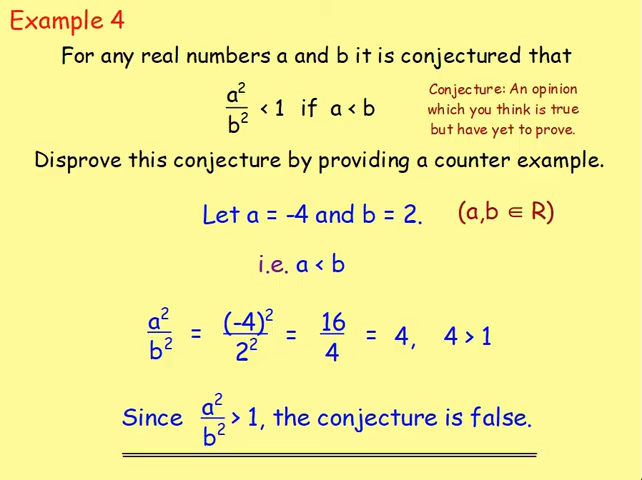 Example 4
For any real numbers a and b it is conjectured that
a²/b² < 1 if a < b
Conjecture: An opinion
which you think is true
but have yet to prove.
Disprove this conjecture by providing a counter example.
Let a = -4 and b = 2. (a,b ∈ R)
i.e. a < b
a²/b² = (-4)²/2² = 16/4 = 4, 4 > 1
Since a²/b² > 1, the conjecture is false.